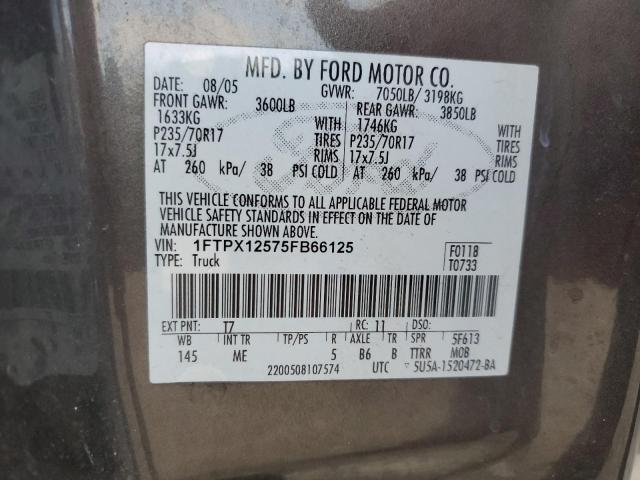 MFD. BY FORD MOTOR CO.
DATE: 08/05 GVWR: 7050LB/ 3198KG
FRONT GAWR: 3600LB REAR GAWR: 3850LB
1633KG WITH 1746KG WITH
P235/70R17 TIRES P235/70R17 TIRES
17x7.5J RIMS 17x7.5J RIMS
AT 260 kPa/ 38 PSI COLD AT 260 kPa/ 38 PSI COLD
THIS VEHICLE CONFORMS TO ALL APPLICABLE FEDERAL MOTOR
VEHICLE SAFETY STANDARDS IN EFFECT ON THE DATE OF
MANUFACTURE SHOWN ABOVE.
VIN: 1FTPX12575FB66125 F0118
TYPE: Truck T0733
EXT PNT: T7 RC: 11 DSO:
WB INT TR TP/PS R AXLE TR SPR 5F613
145 ME 5 B6 B TTRR MOB
2200508107574 UTC ▽ 5U5A-1520472-BA
Ford